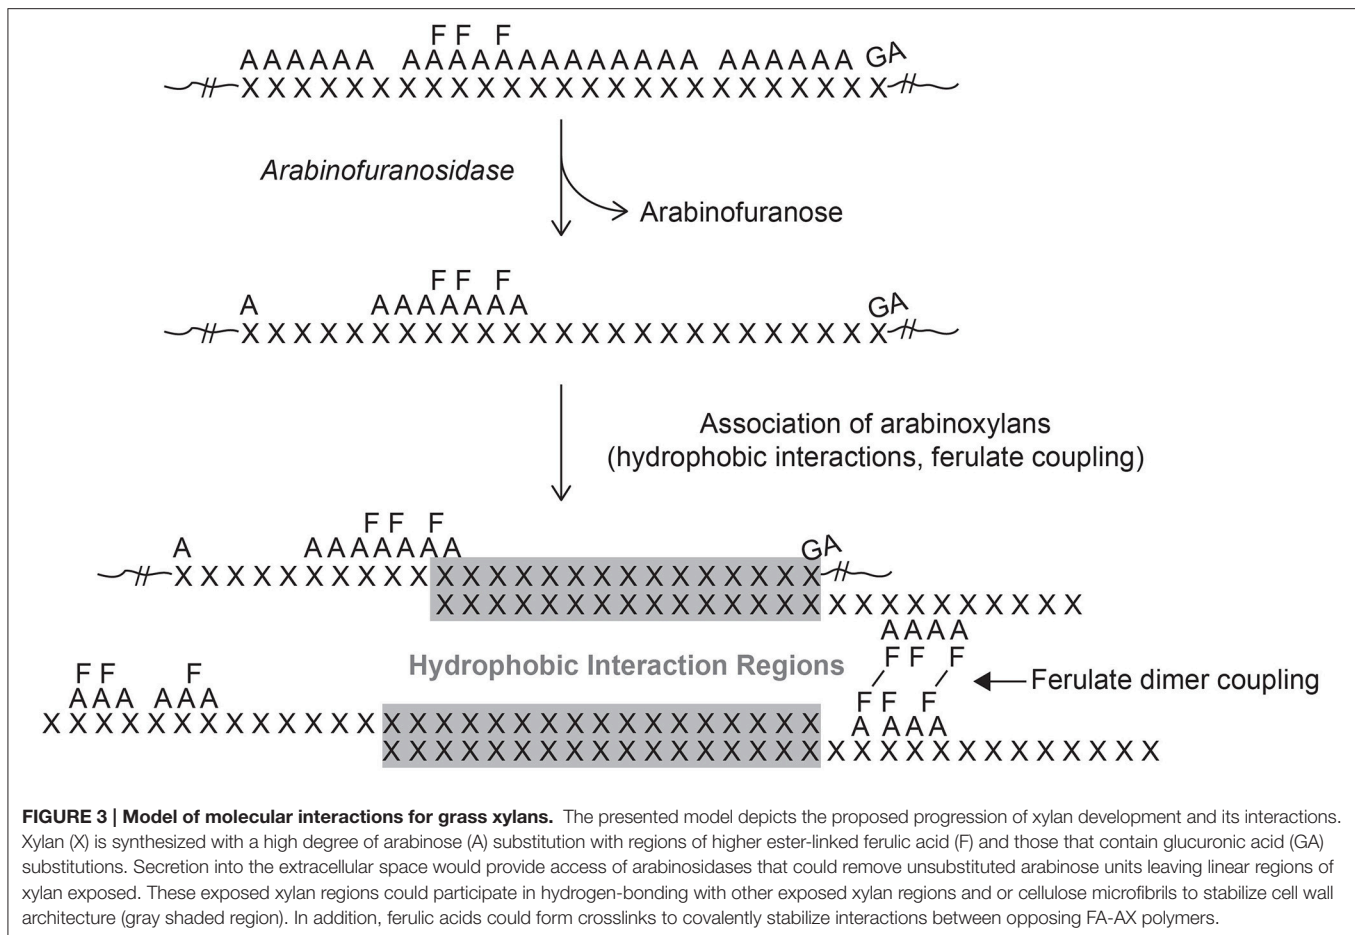 F F F
AAAAAA AAAAAAAAAAAAA AAAAAA GA
X X X X X X X X X X X X X X X X X X X X X X X X X
Arabinofuranosidase
Arabinofuranose
F F F
A AAAAAAA GA
X X X X X X X X X X X X X X X X X X X X X X X X X
Association of arabinoxylans
(hydrophobic interactions, ferulate coupling)
F F F
A AAAAAAA GA
X X X X X X X X X X X X X X X X X X X X X X X X X
X X X X X X X X X X X X X X X X X X X X X X X X X
AAAA
F F F
Hydrophobic Interaction Regions
Ferulate dimer coupling
F F F F F F
AAA AAA A AAA
X X X X X X X X X X X X X X X X X X X X X X X X X X X X X X
X X X X X X X X X X X X X X X X X X X X X X X X X X X X X X
FIGURE 3 | Model of molecular interactions for grass xylans. The presented model depicts the proposed progression of xylan development and its interactions.
Xylan (X) is synthesized with a high degree of arabinose (A) substitution with regions of higher ester-linked ferulic acid (F) and those that contain glucuronic acid (GA)
substitutions. Secretion into the extracellular space would provide access of arabinosidases that could remove unsubstituted arabinose units leaving linear regions of
xylan exposed. These exposed xylan regions could participate in hydrogen-bonding with other exposed xylan regions and or cellulose microfibrils to stabilize cell wall
architecture (gray shaded region). In addition, ferulic acids could form crosslinks to covalently stabilize interactions between opposing FA-AX polymers.